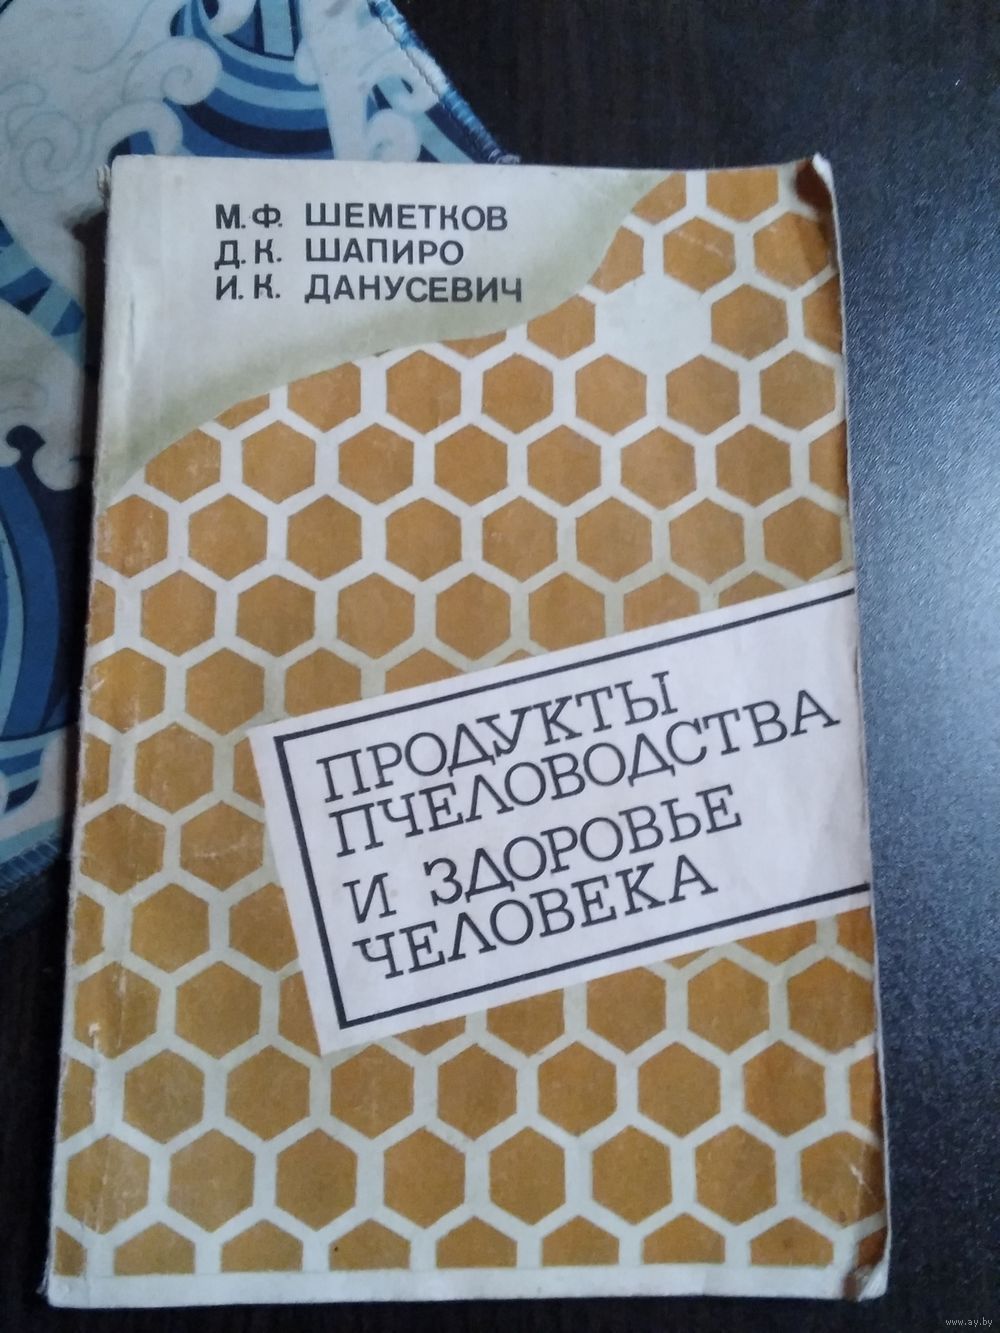 М.Ф. ШЕМЕТКОВ
Д.К. ШАПИРО
И.К. ДАНУСЕВИЧ
ПРОДУКТЫ
ПЧЕЛОВОДСТВА
И ЗДОРОВЬЕ
ЧЕЛОВЕКА
www.ay.by